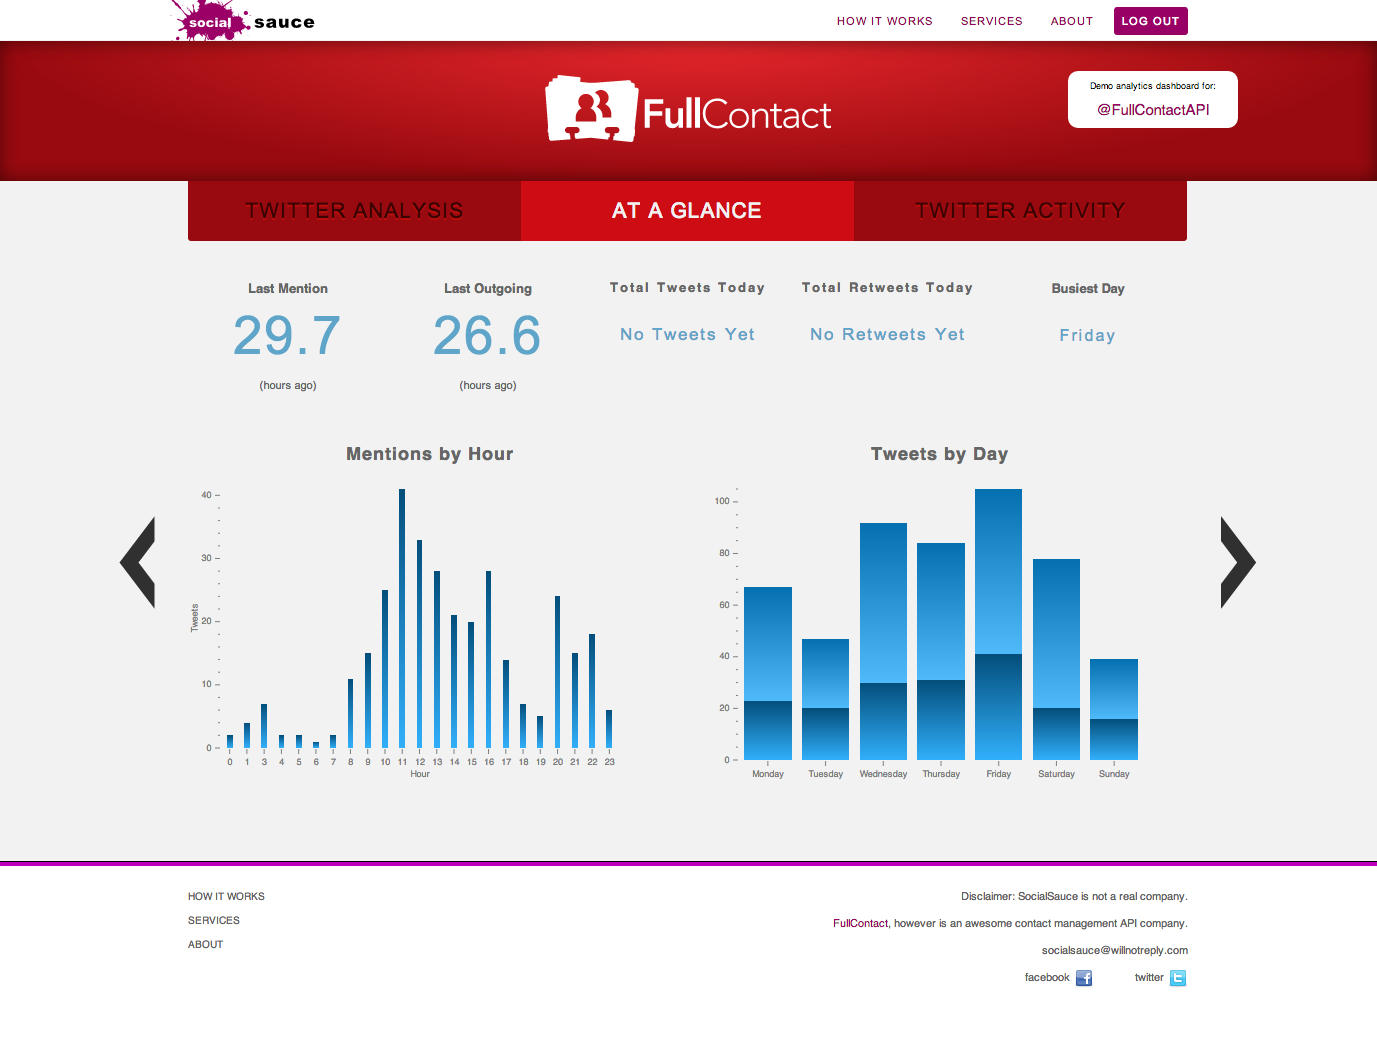 social sauce
HOW IT WORKS SERVICES ABOUT LOG OUT
FullContact
Demo analytics dashboard for:
@FullContactAPI
TWITTER ANALYSIS AT A GLANCE TWITTER ACTIVITY
Last Mention Last Outgoing Total Tweets Today Total Retweets Today Busiest Day
29.7 26.6 No Tweets Yet No Retweets Yet Friday
(hours ago) (hours ago)
Mentions by Hour
40
30
20
10
0
Tweets
0 1 3 4 5 6 7 8 9 10 11 12 13 14 15 16 17 18 19 20 21 22 23
Hour
Tweets by Day
100
80
60
40
20
0
Monday Tuesday Wednesday Thursday Friday Saturday Sunday
HOW IT WORKS
SERVICES
ABOUT
Disclaimer: SocialSauce is not a real company.
FullContact, however is an awesome contact management API company.
socialsauce@willnotreply.com
facebook f twitter t